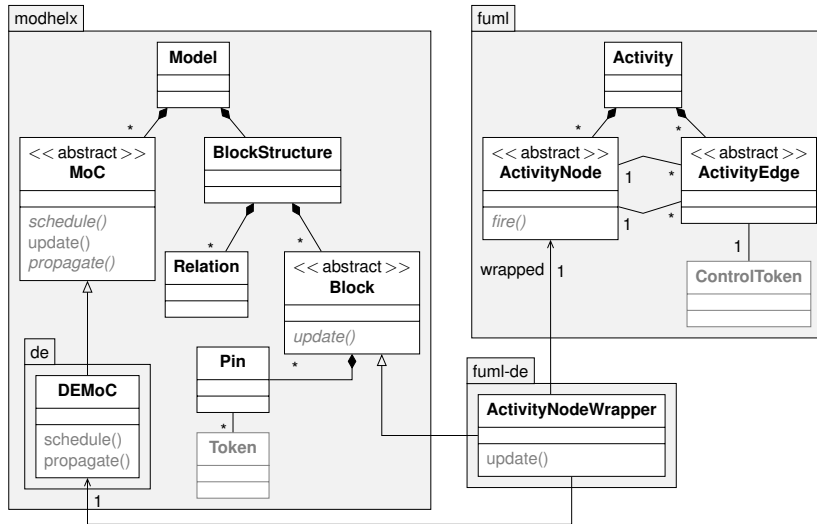 modhelx
Model
*
<< abstract >>
MoC
schedule()
update()
propagate()
BlockStructure
*
*
Relation
<< abstract >>
Block
update()
*
Pin
*
Token
de
DEMoC
schedule()
propagate()
1
fuml
Activity
*
*
<< abstract >>
ActivityNode
fire()
1
*
1
*
<< abstract >>
ActivityEdge
1
ControlToken
wrapped
1
fuml-de
ActivityNodeWrapper
update()